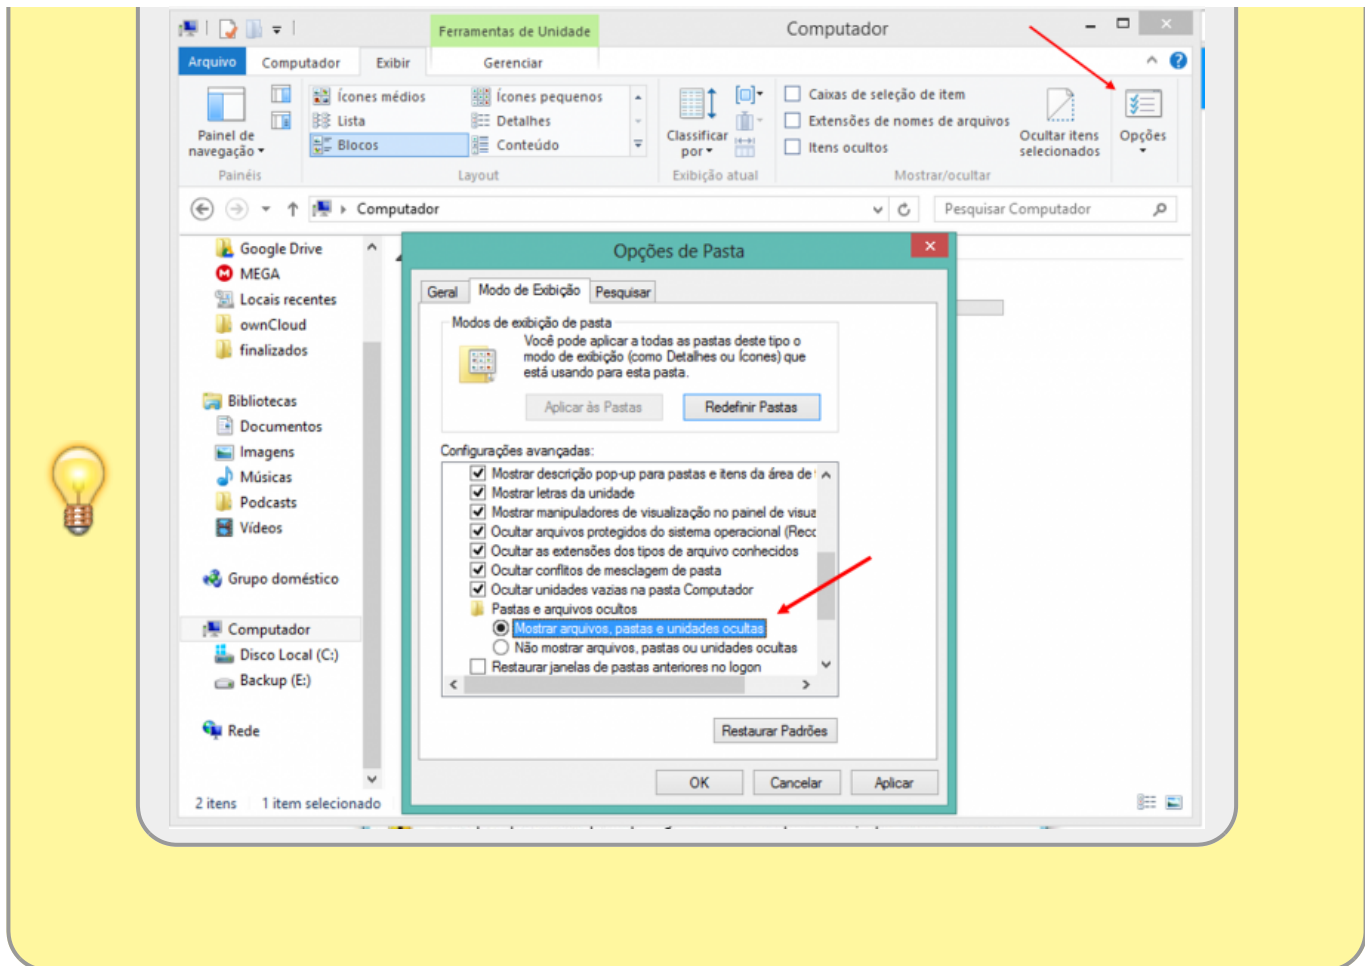 Ferramentas de Unidade
Computador
Arquivo
Computador
Exibir
Gerenciar
Painel de
navegação
Ícones médios
Ícones pequenos
Lista
Detalhes
Blocos
Conteúdo
Classificar
por
Caixas de seleção de item
Extensões de nomes de arquivos
Itens ocultos
Ocultar itens
selecionados
Opções
Painéis
Layout
Exibição atual
Mostrar/ocultar
Computador
Pesquisar Computador
Google Drive
MEGA
Locais recentes
ownCloud
finalizados
Bibliotecas
Documentos
Imagens
Músicas
Podcasts
Vídeos
Grupo doméstico
Computador
Disco Local (C:)
Backup (E:)
Rede
2 itens
1 item selecionado
Opções de Pasta
Geral
Modo de Exibição
Pesquisar
Modos de exibição de pasta
Você pode aplicar a todas as pastas deste tipo o
modo de exibição (como Detalhes ou Ícones) que
está usando para esta pasta.
Aplicar às Pastas
Redefinir Pastas
Configurações avançadas:
Mostrar descrição pop-up para pastas e itens da área de
Mostrar letras da unidade
Mostrar manipuladores de visualização no painel de visua
Ocultar arquivos protegidos do sistema operacional (Recc
Ocultar as extensões dos tipos de arquivo conhecidos
Ocultar conflitos de mesclagem de pasta
Ocultar unidades vazias na pasta Computador
Pastas e arquivos ocultos
Mostrar arquivos, pastas e unidades ocultas
Não mostrar arquivos, pastas ou unidades ocultas
Restaurar janelas de pastas anteriores no logon
Restaurar Padrões
OK
Cancelar
Aplicar